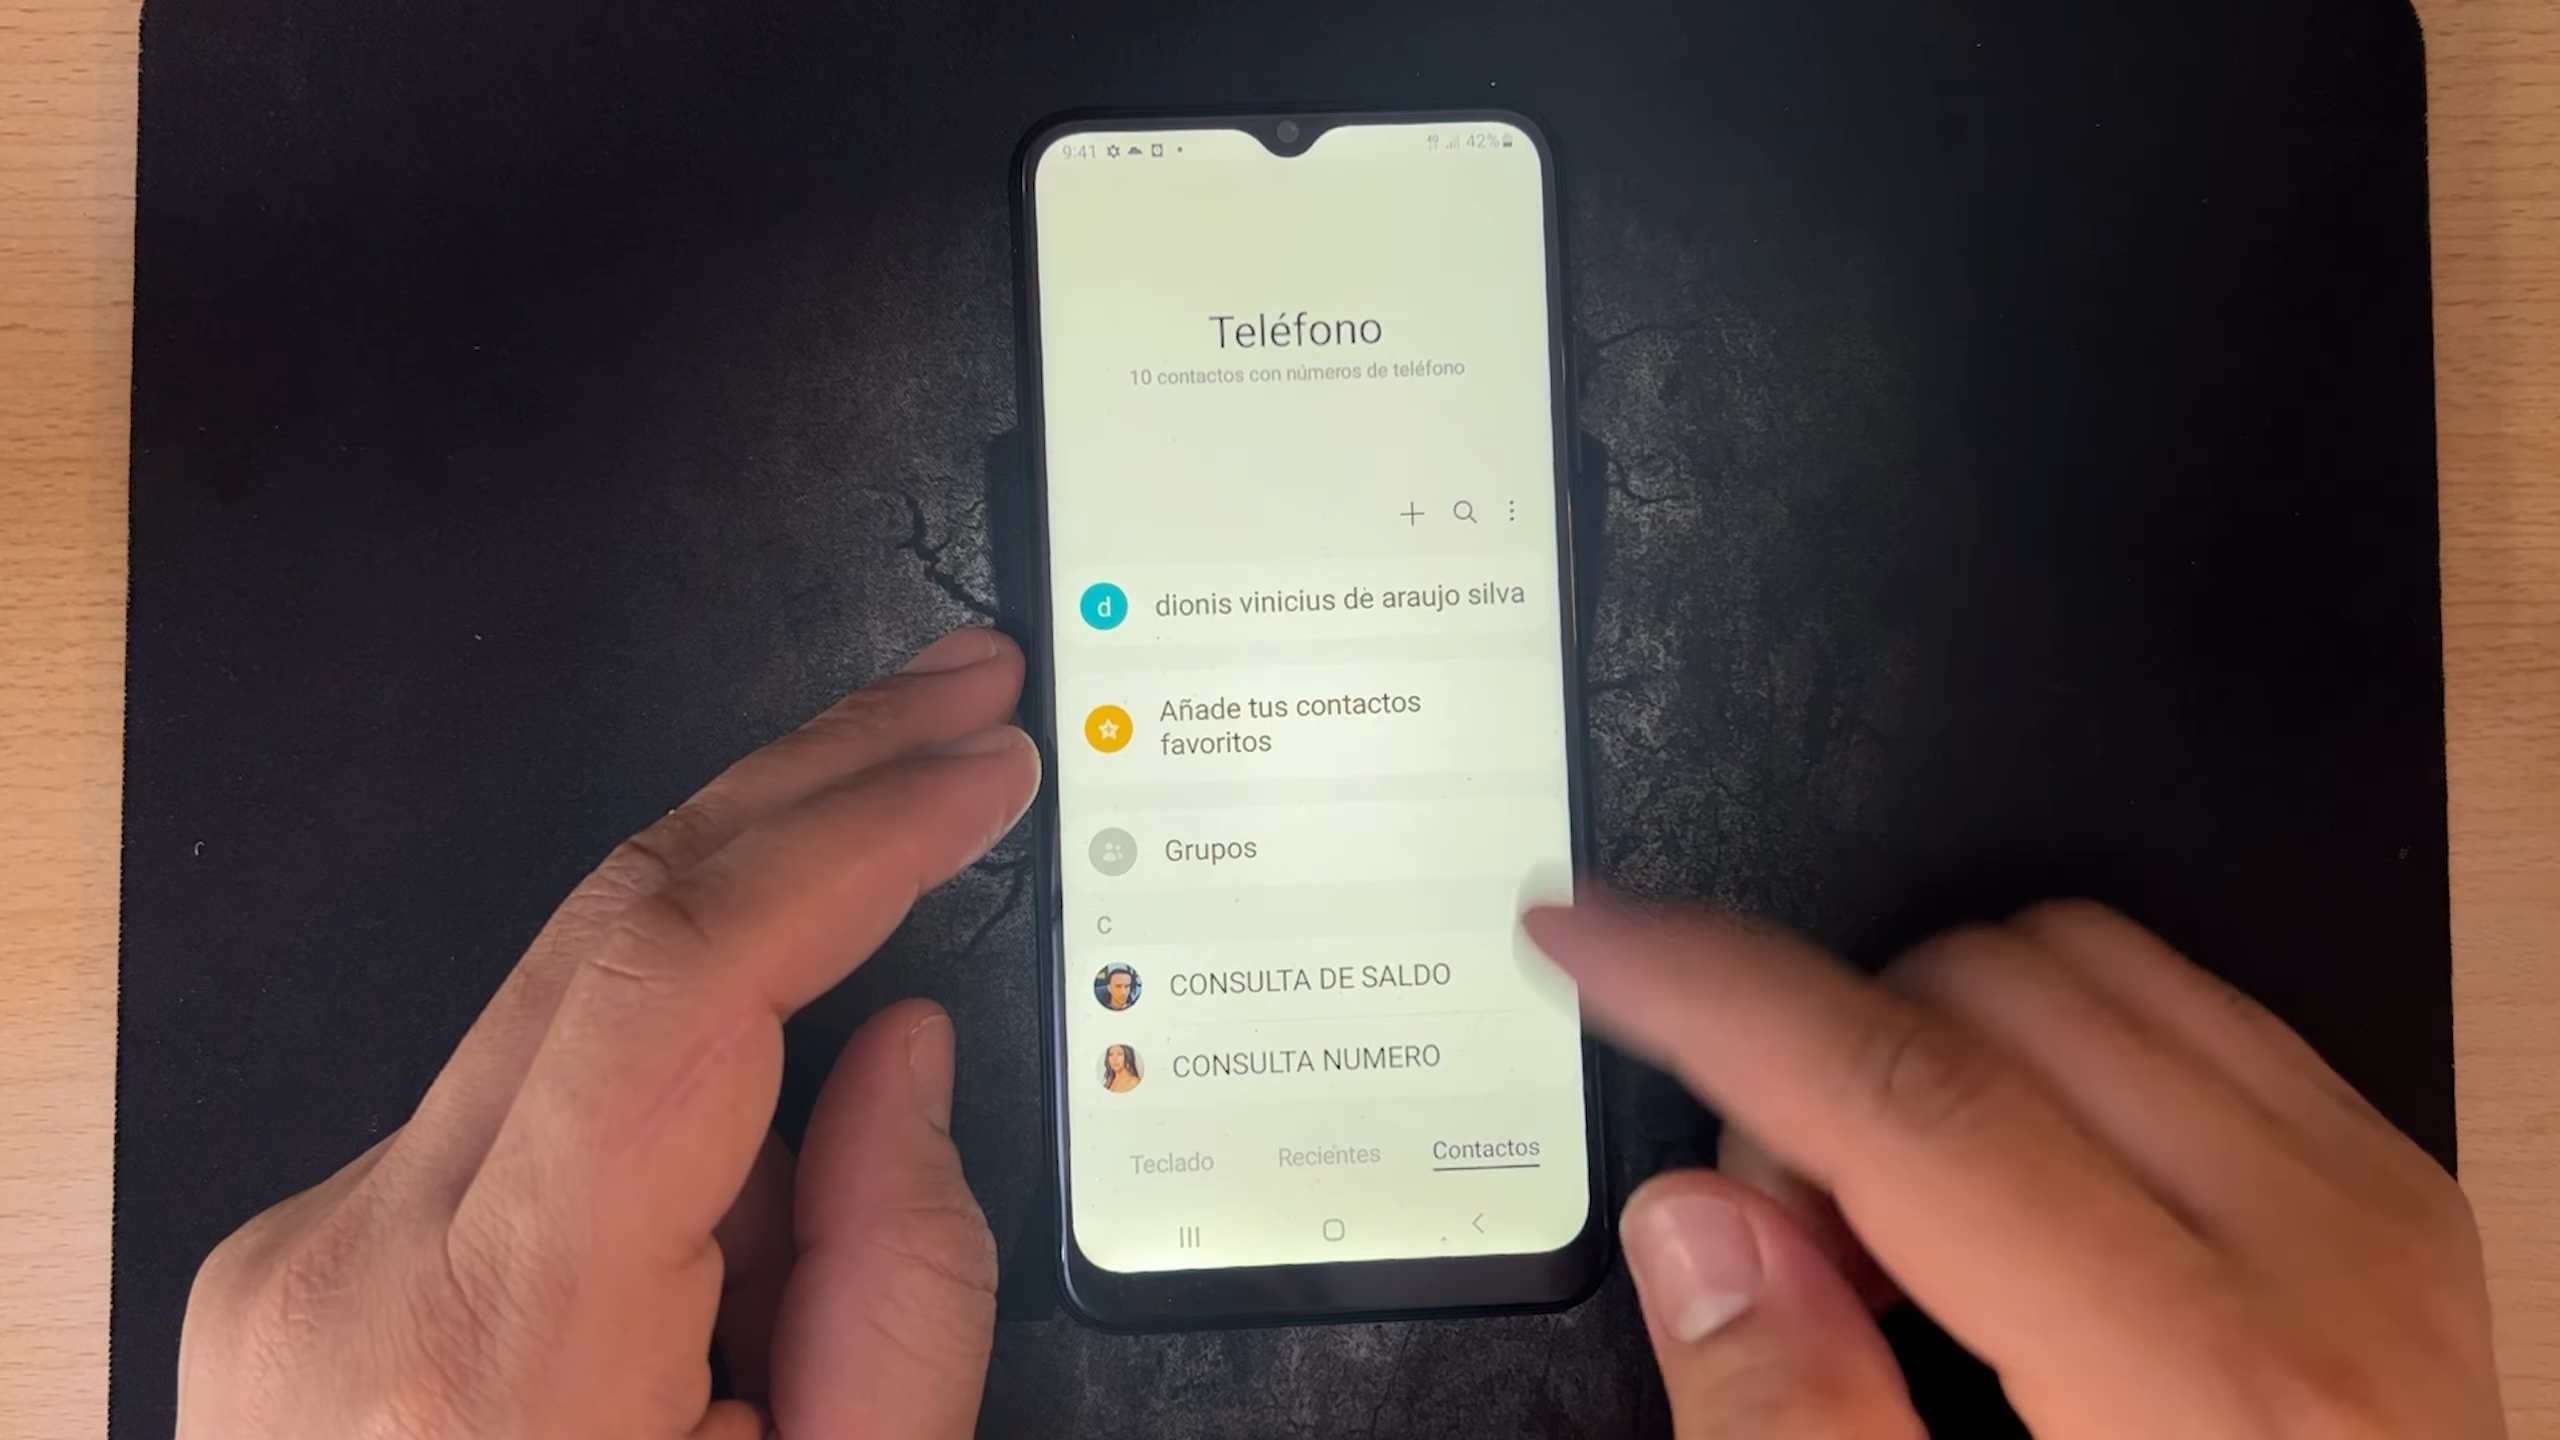 9:41 42%
Teléfono
10 contactos con números de teléfono
d dionis vinicius de araujo silva
Añade tus contactos
favoritos
Grupos
C
CONSULTA DE SALDO
CONSULTA NUMERO
Teclado Recientes Contactos